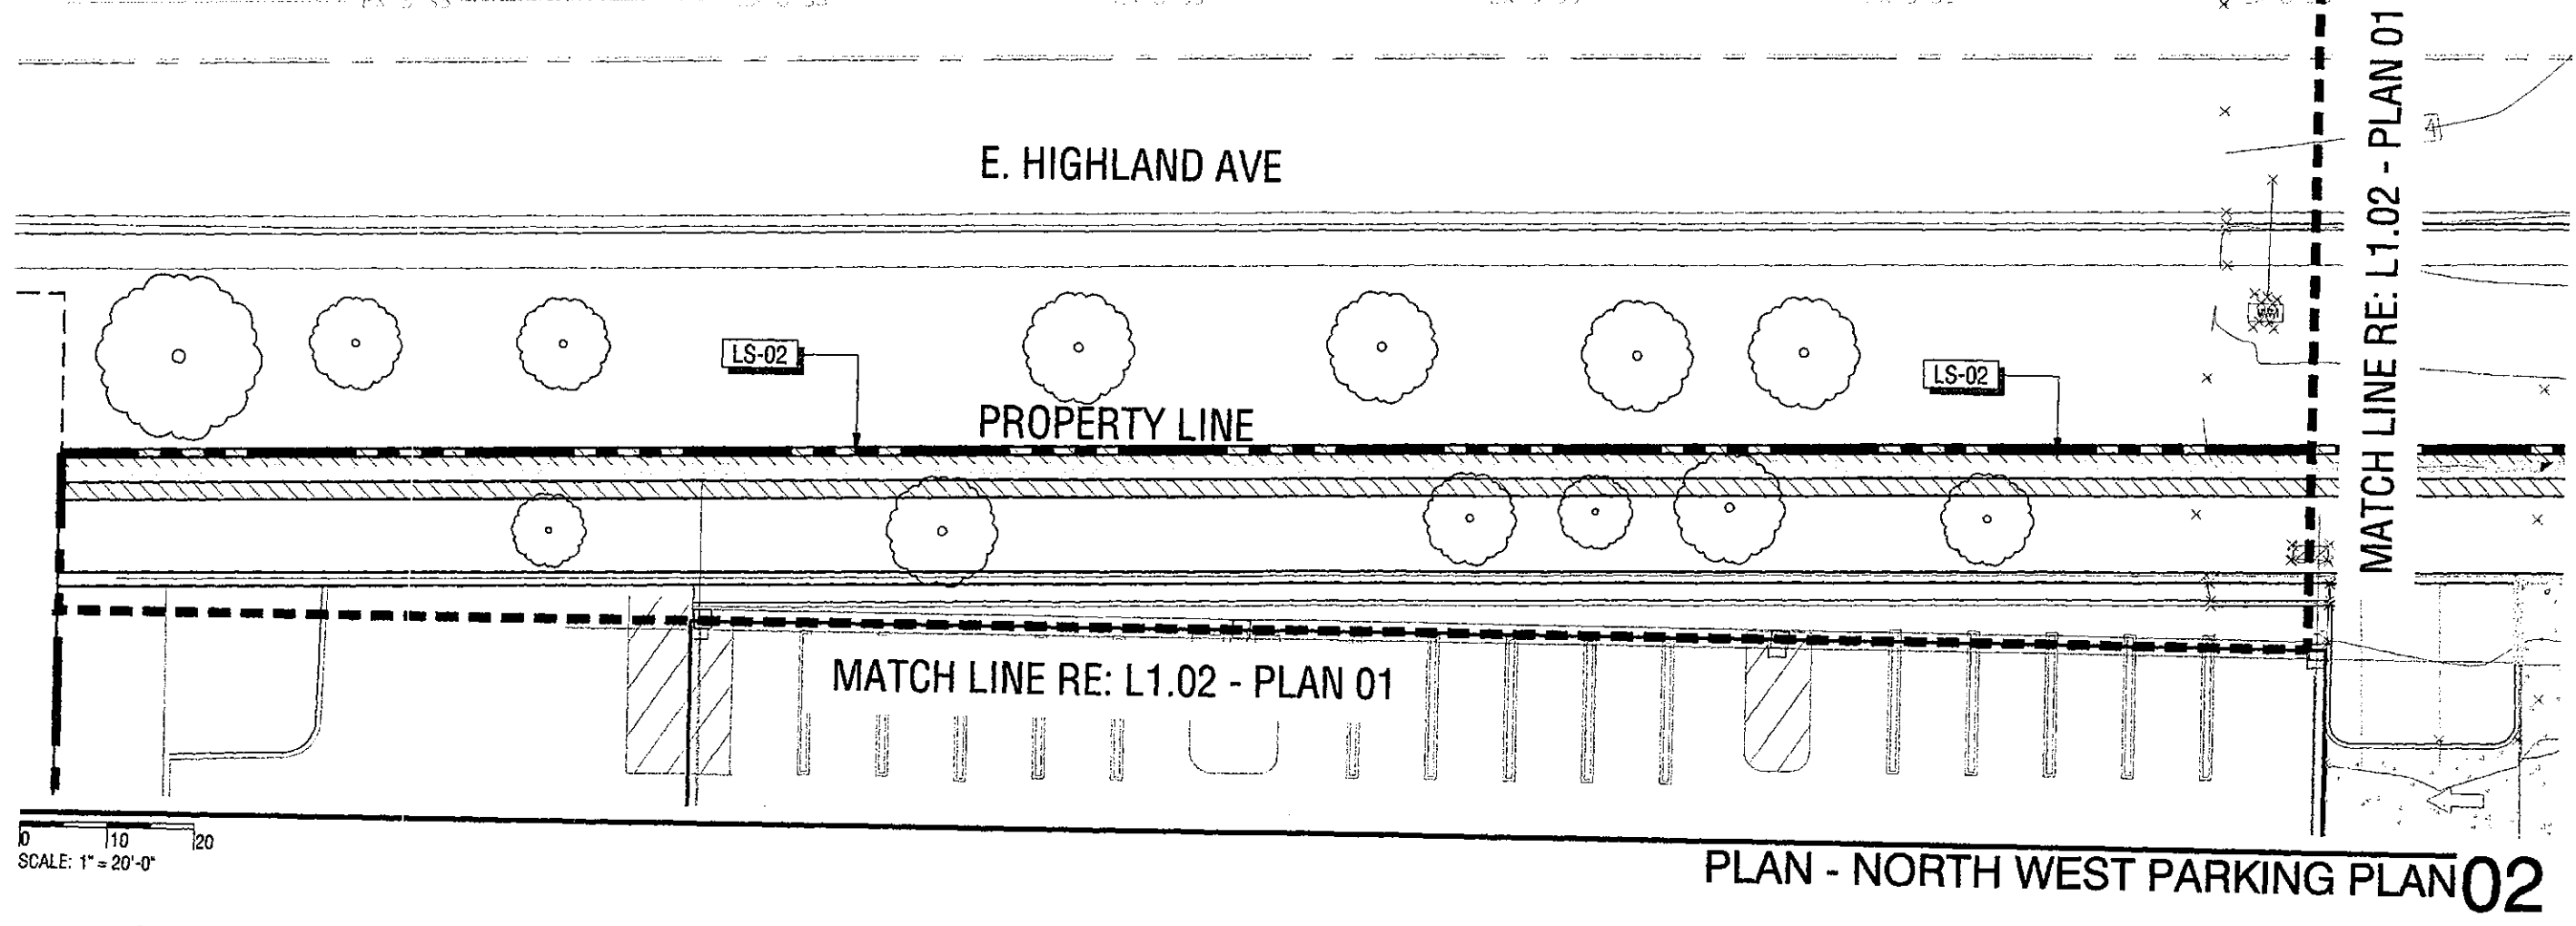 E. HIGHLAND AVE
LS-02
LS-02
PROPERTY LINE
MATCH LINE RE: L1.02 - PLAN 01
MATCH LINE RE: L1.02 - PLAN 01
0 10 20
SCALE: 1" = 20'-0"
PLAN - NORTH WEST PARKING PLAN 02